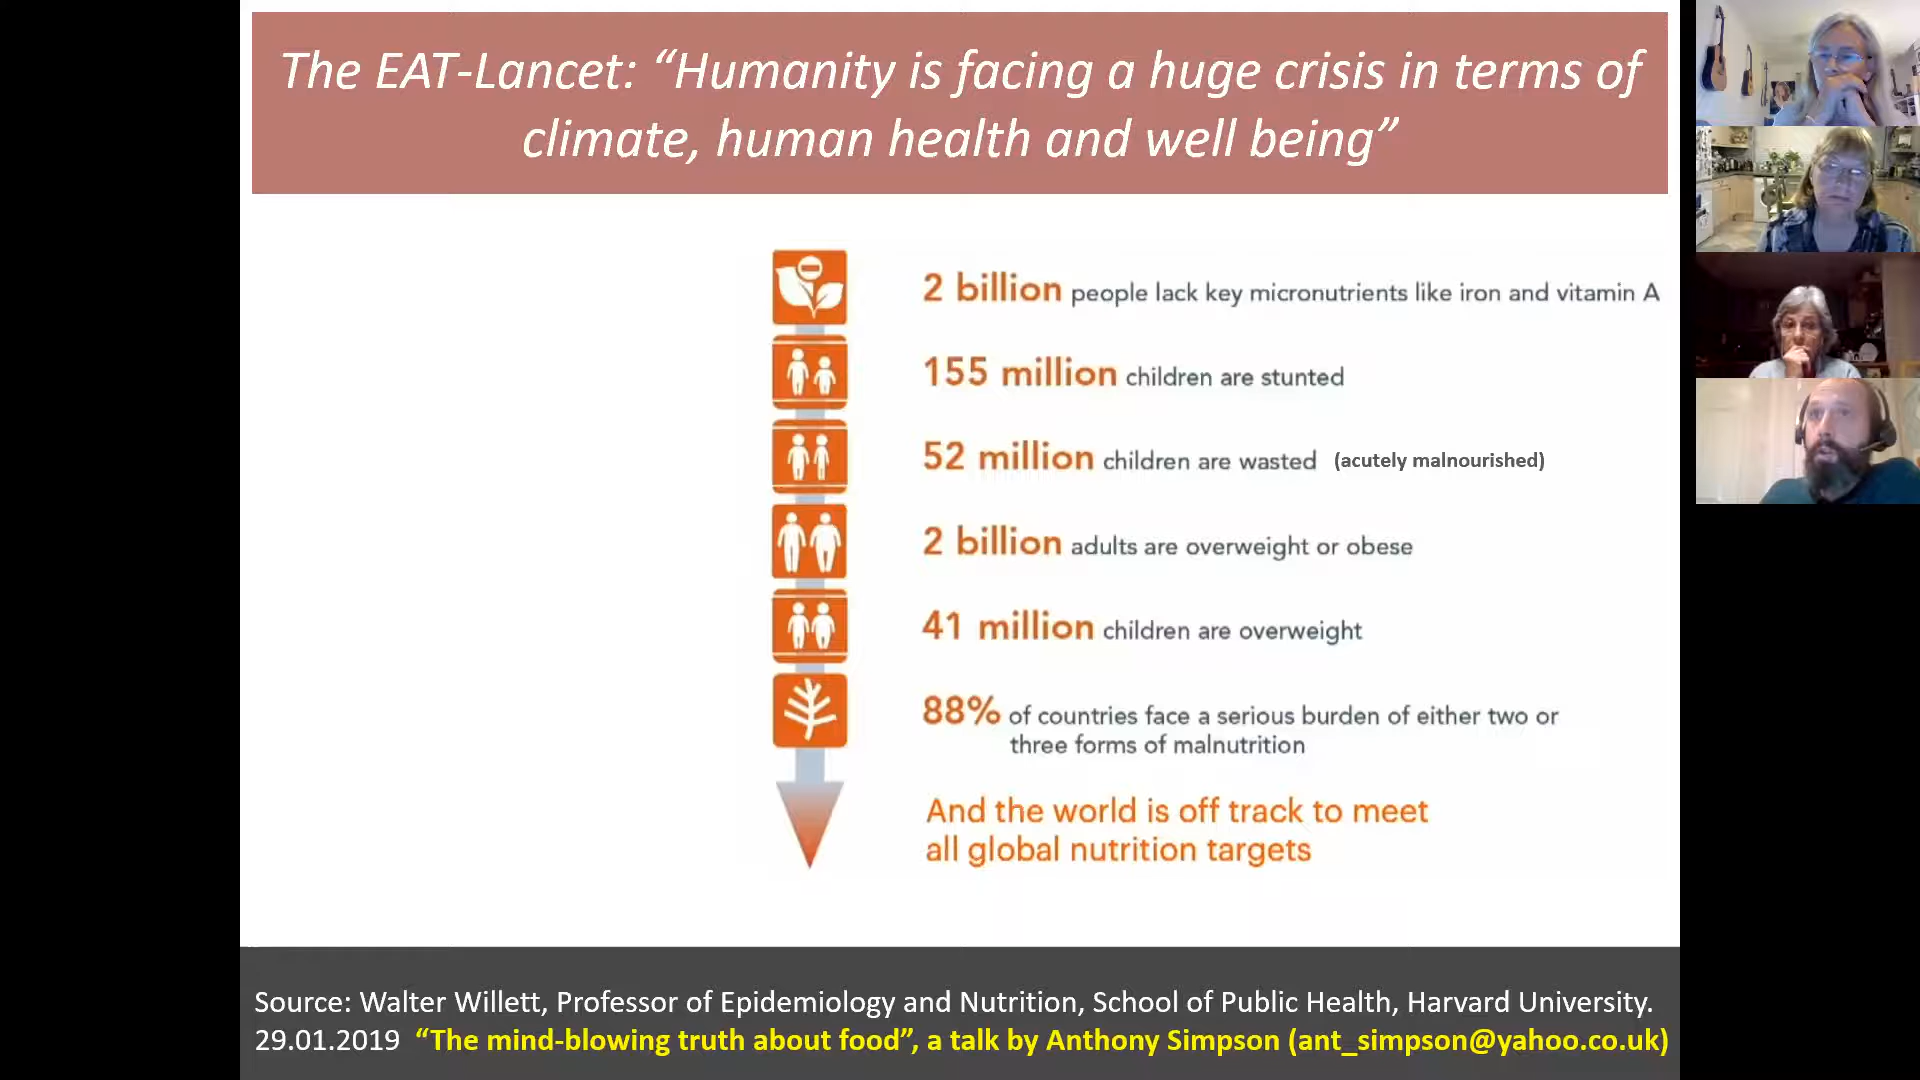 The EAT-Lancet: “Humanity is facing a huge crisis in terms of
climate, human health and well being”
2 billion people lack key micronutrients like iron and vitamin A
155 million children are stunted
52 million children are wasted (acutely malnourished)
2 billion adults are overweight or obese
41 million children are overweight
88% of countries face a serious burden of either two or
three forms of malnutrition
And the world is off track to meet
all global nutrition targets
Source: Walter Willett, Professor of Epidemiology and Nutrition, School of Public Health, Harvard University.
29.01.2019 “The mind-blowing truth about food”, a talk by Anthony Simpson (ant_simpson@yahoo.co.uk)